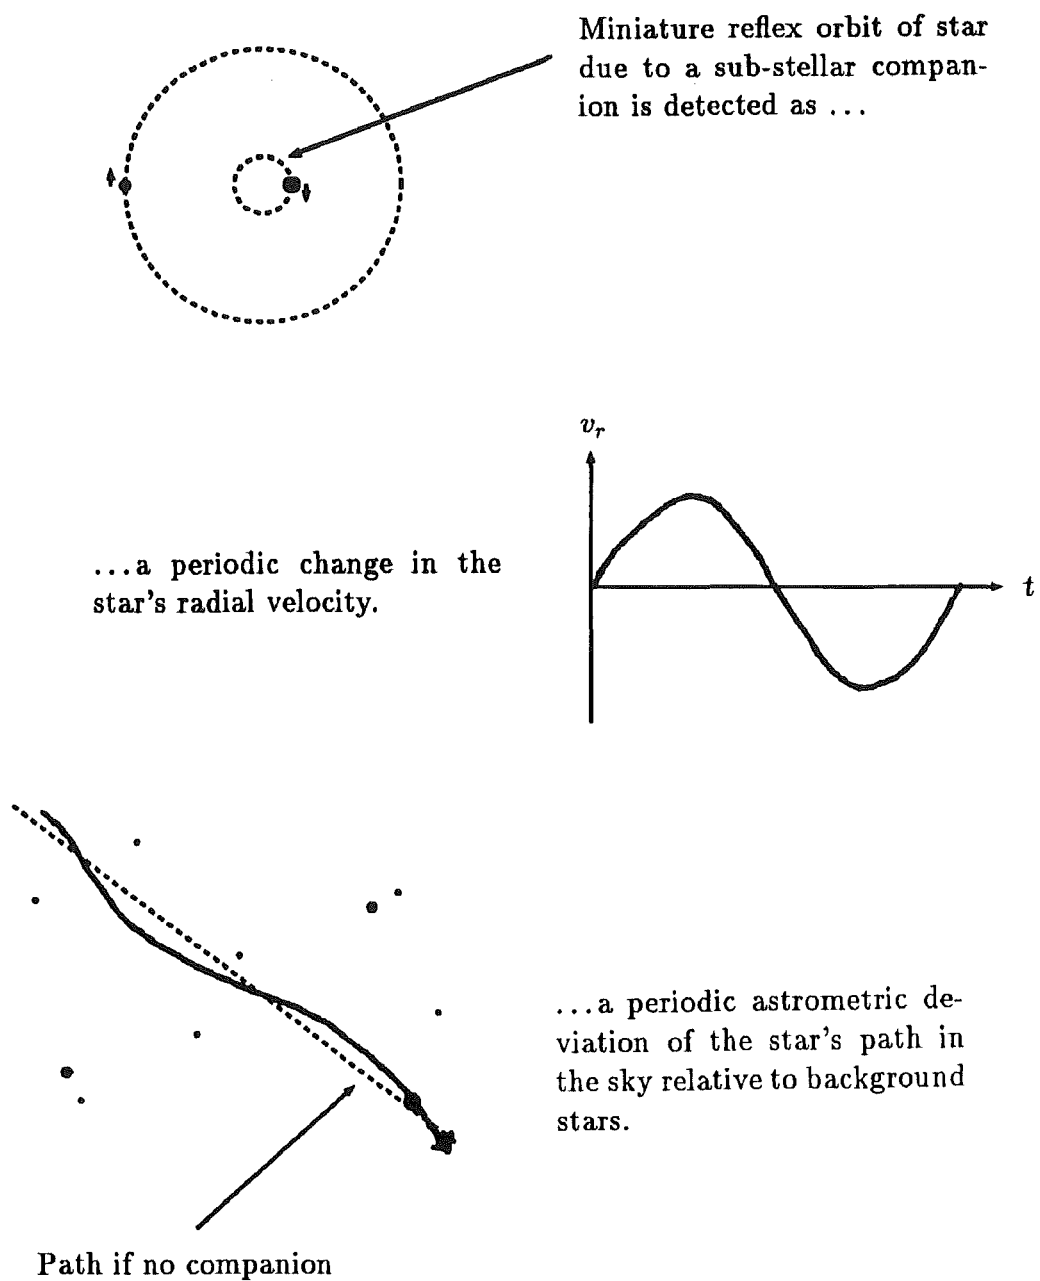 Miniature reflex orbit of star
due to a sub-stellar compan-
ion is detected as ...
v_r
...a periodic change in the
star's radial velocity.
t
...a periodic astrometric de-
viation of the star's path in
the sky relative to background
stars.
Path if no companion